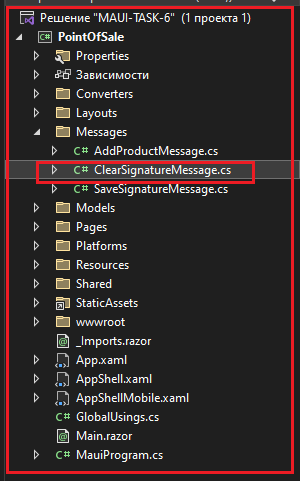 Решение "MAUI-TASK-6" (1 проекта 1)
C# PointOfSale
Properties
Зависимости
Converters
Layouts
Messages
C# AddProductMessage.cs
C# ClearSignatureMessage.cs
C# SaveSignatureMessage.cs
Models
Pages
Platforms
Resources
Shared
StaticAssets
wwwroot
@ _Imports.razor
App.xaml
AppShell.xaml
AppShellMobile.xaml
C# GlobalUsings.cs
@ Main.razor
C# MauiProgram.cs